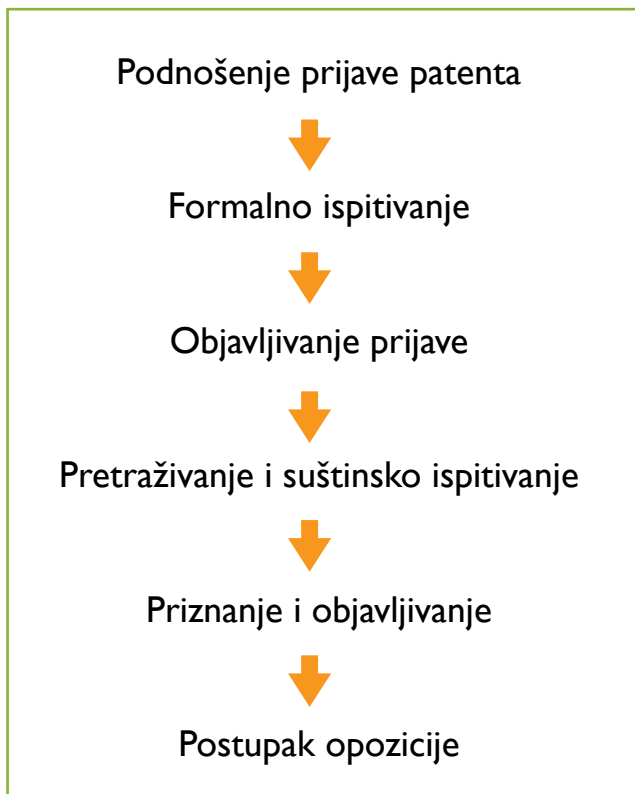 Podnošenje prijave patenta
Formalno ispitivanje
Objavljivanje prijave
Pretraživanje i suštinsko ispitivanje
Priznanje i objavljivanje
Postupak opozicije